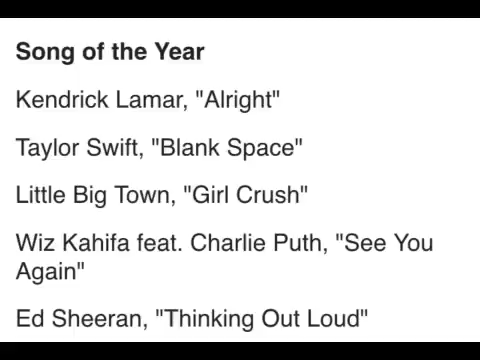 Song of the Year
Kendrick Lamar, "Alright"
Taylor Swift, "Blank Space"
Little Big Town, "Girl Crush"
Wiz Kahifa feat. Charlie Puth, "See You
Again"
Ed Sheeran, "Thinking Out Loud"